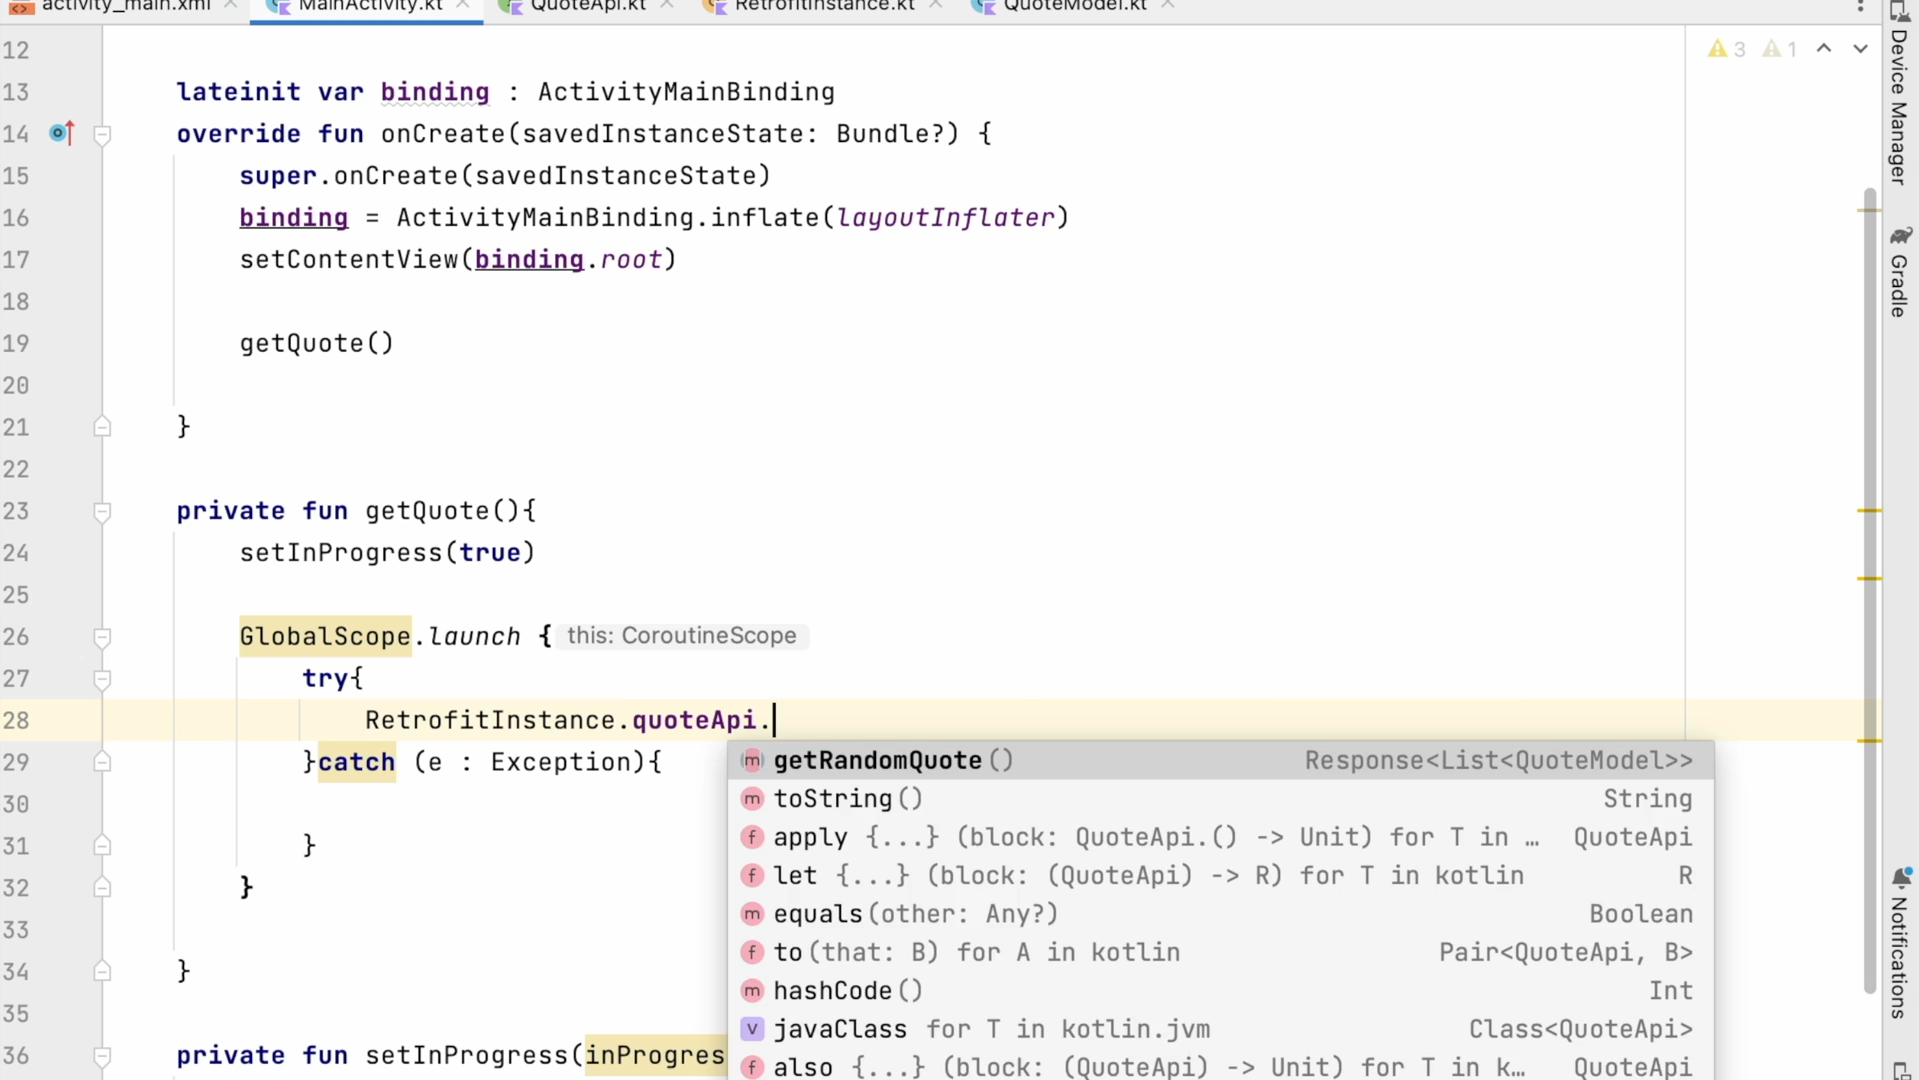 activity_main.xml MainActivity.kt QuoteApi.kt RetrofitInstance.kt QuoteModel.kt
3 1
12
13 lateinit var binding : ActivityMainBinding
14 override fun onCreate(savedInstanceState: Bundle?) {
15 super.onCreate(savedInstanceState)
16 binding = ActivityMainBinding.inflate(layoutInflater)
17 setContentView(binding.root)
18
19 getQuote()
20
21 }
22
23 private fun getQuote(){
24 setInProgress(true)
25
26 GlobalScope.launch { this: CoroutineScope
27 try{
28 RetrofitInstance.quoteApi.
29 }catch (e : Exception){
30
31 }
32 }
33
34 }
35
36 private fun setInProgress(inProgres
m getRandomQuote() Response<List<QuoteModel>>
m toString() String
f apply {...} (block: QuoteApi.() -> Unit) for T in … QuoteApi
f let {...} (block: (QuoteApi) -> R) for T in kotlin R
m equals(other: Any?) Boolean
f to(that: B) for A in kotlin Pair<QuoteApi, B>
m hashCode() Int
v javaClass for T in kotlin.jvm Class<QuoteApi>
f also {...} (block: (QuoteApi) -> Unit) for T in k… QuoteApi
Device Manager
Gradle
Notifications